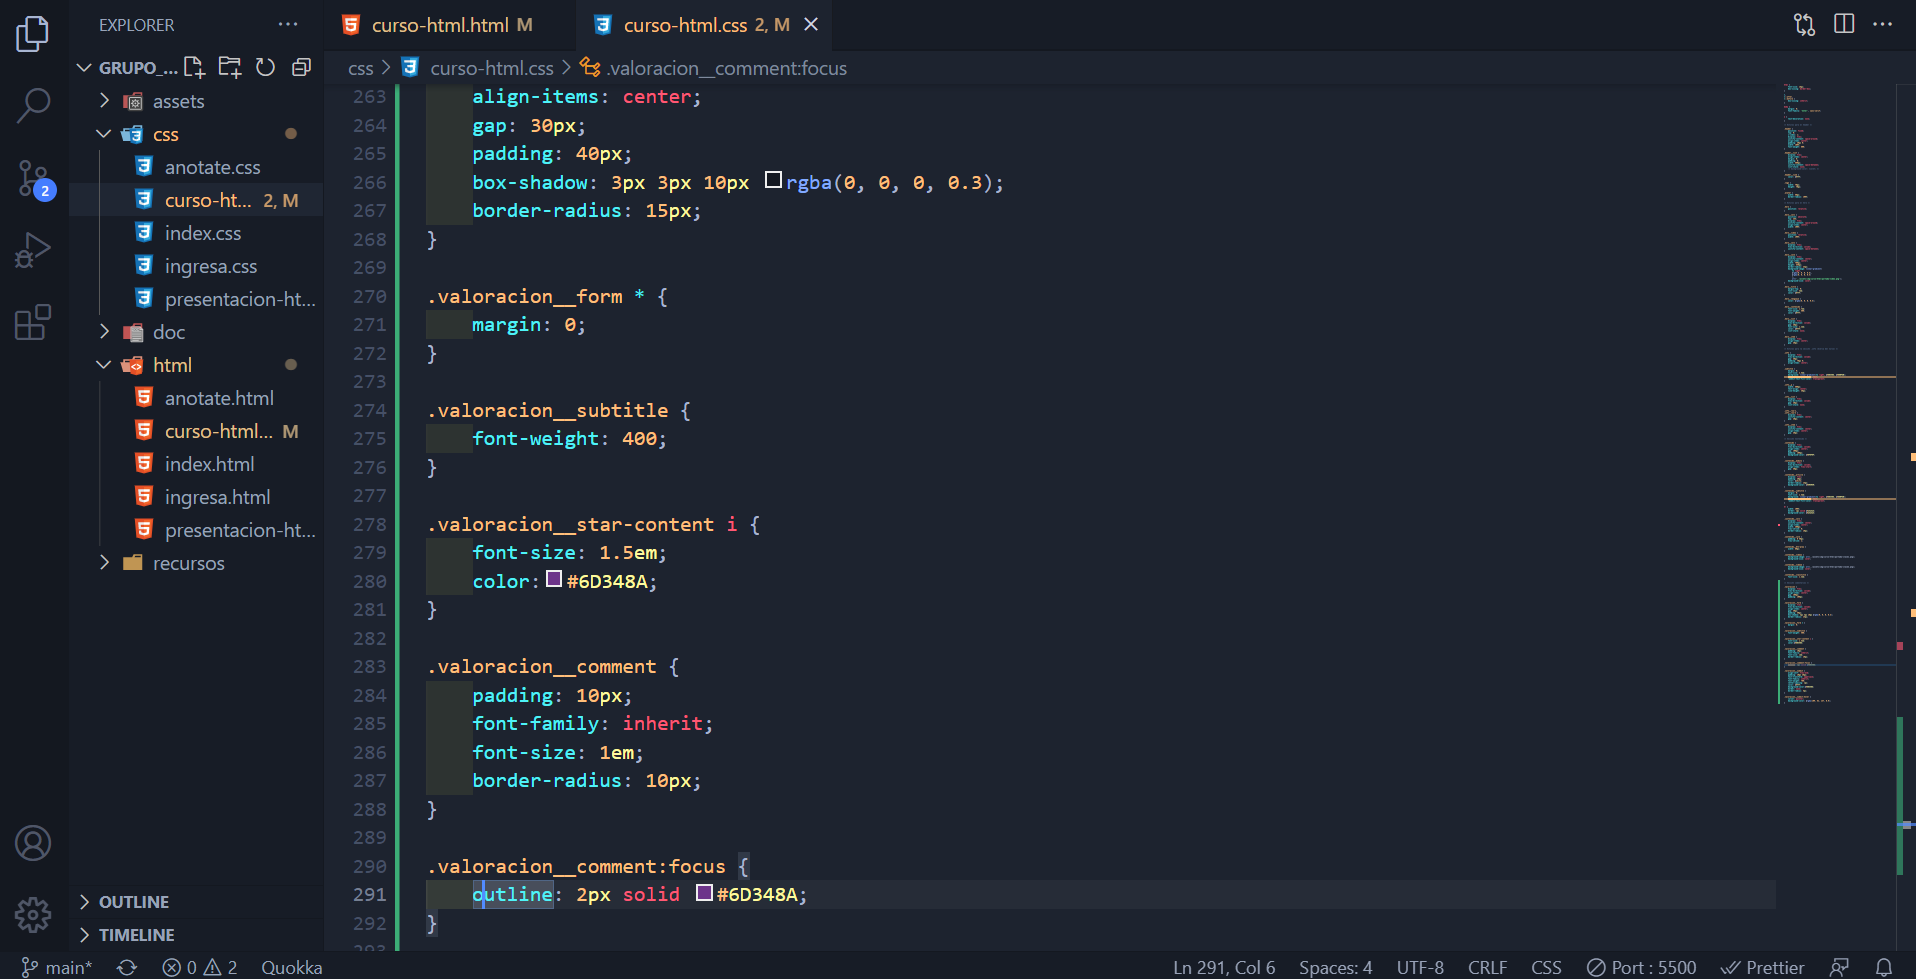 EXPLORER
curso-html.html M
curso-html.css 2, M
GRUPO_...
css > curso-html.css > .valoracion__comment:focus
assets
css
anotate.css
curso-ht... 2, M
index.css
ingresa.css
presentacion-ht...
doc
html
anotate.html
curso-html... M
index.html
ingresa.html
presentacion-ht...
recursos
OUTLINE
TIMELINE
2
263 align-items: center;
264 gap: 30px;
265 padding: 40px;
266 box-shadow: 3px 3px 10px rgba(0, 0, 0, 0.3);
267 border-radius: 15px;
268 }
269
270 .valoracion__form * {
271 margin: 0;
272 }
273
274 .valoracion__subtitle {
275 font-weight: 400;
276 }
277
278 .valoracion__star-content i {
279 font-size: 1.5em;
280 color: #6D348A;
281 }
282
283 .valoracion__comment {
284 padding: 10px;
285 font-family: inherit;
286 font-size: 1em;
287 border-radius: 10px;
288 }
289
290 .valoracion__comment:focus {
291 outline: 2px solid #6D348A;
292 }
293
main* 0 2 Quokka Ln 291, Col 6 Spaces: 4 UTF-8 CRLF CSS Port : 5500 Prettier